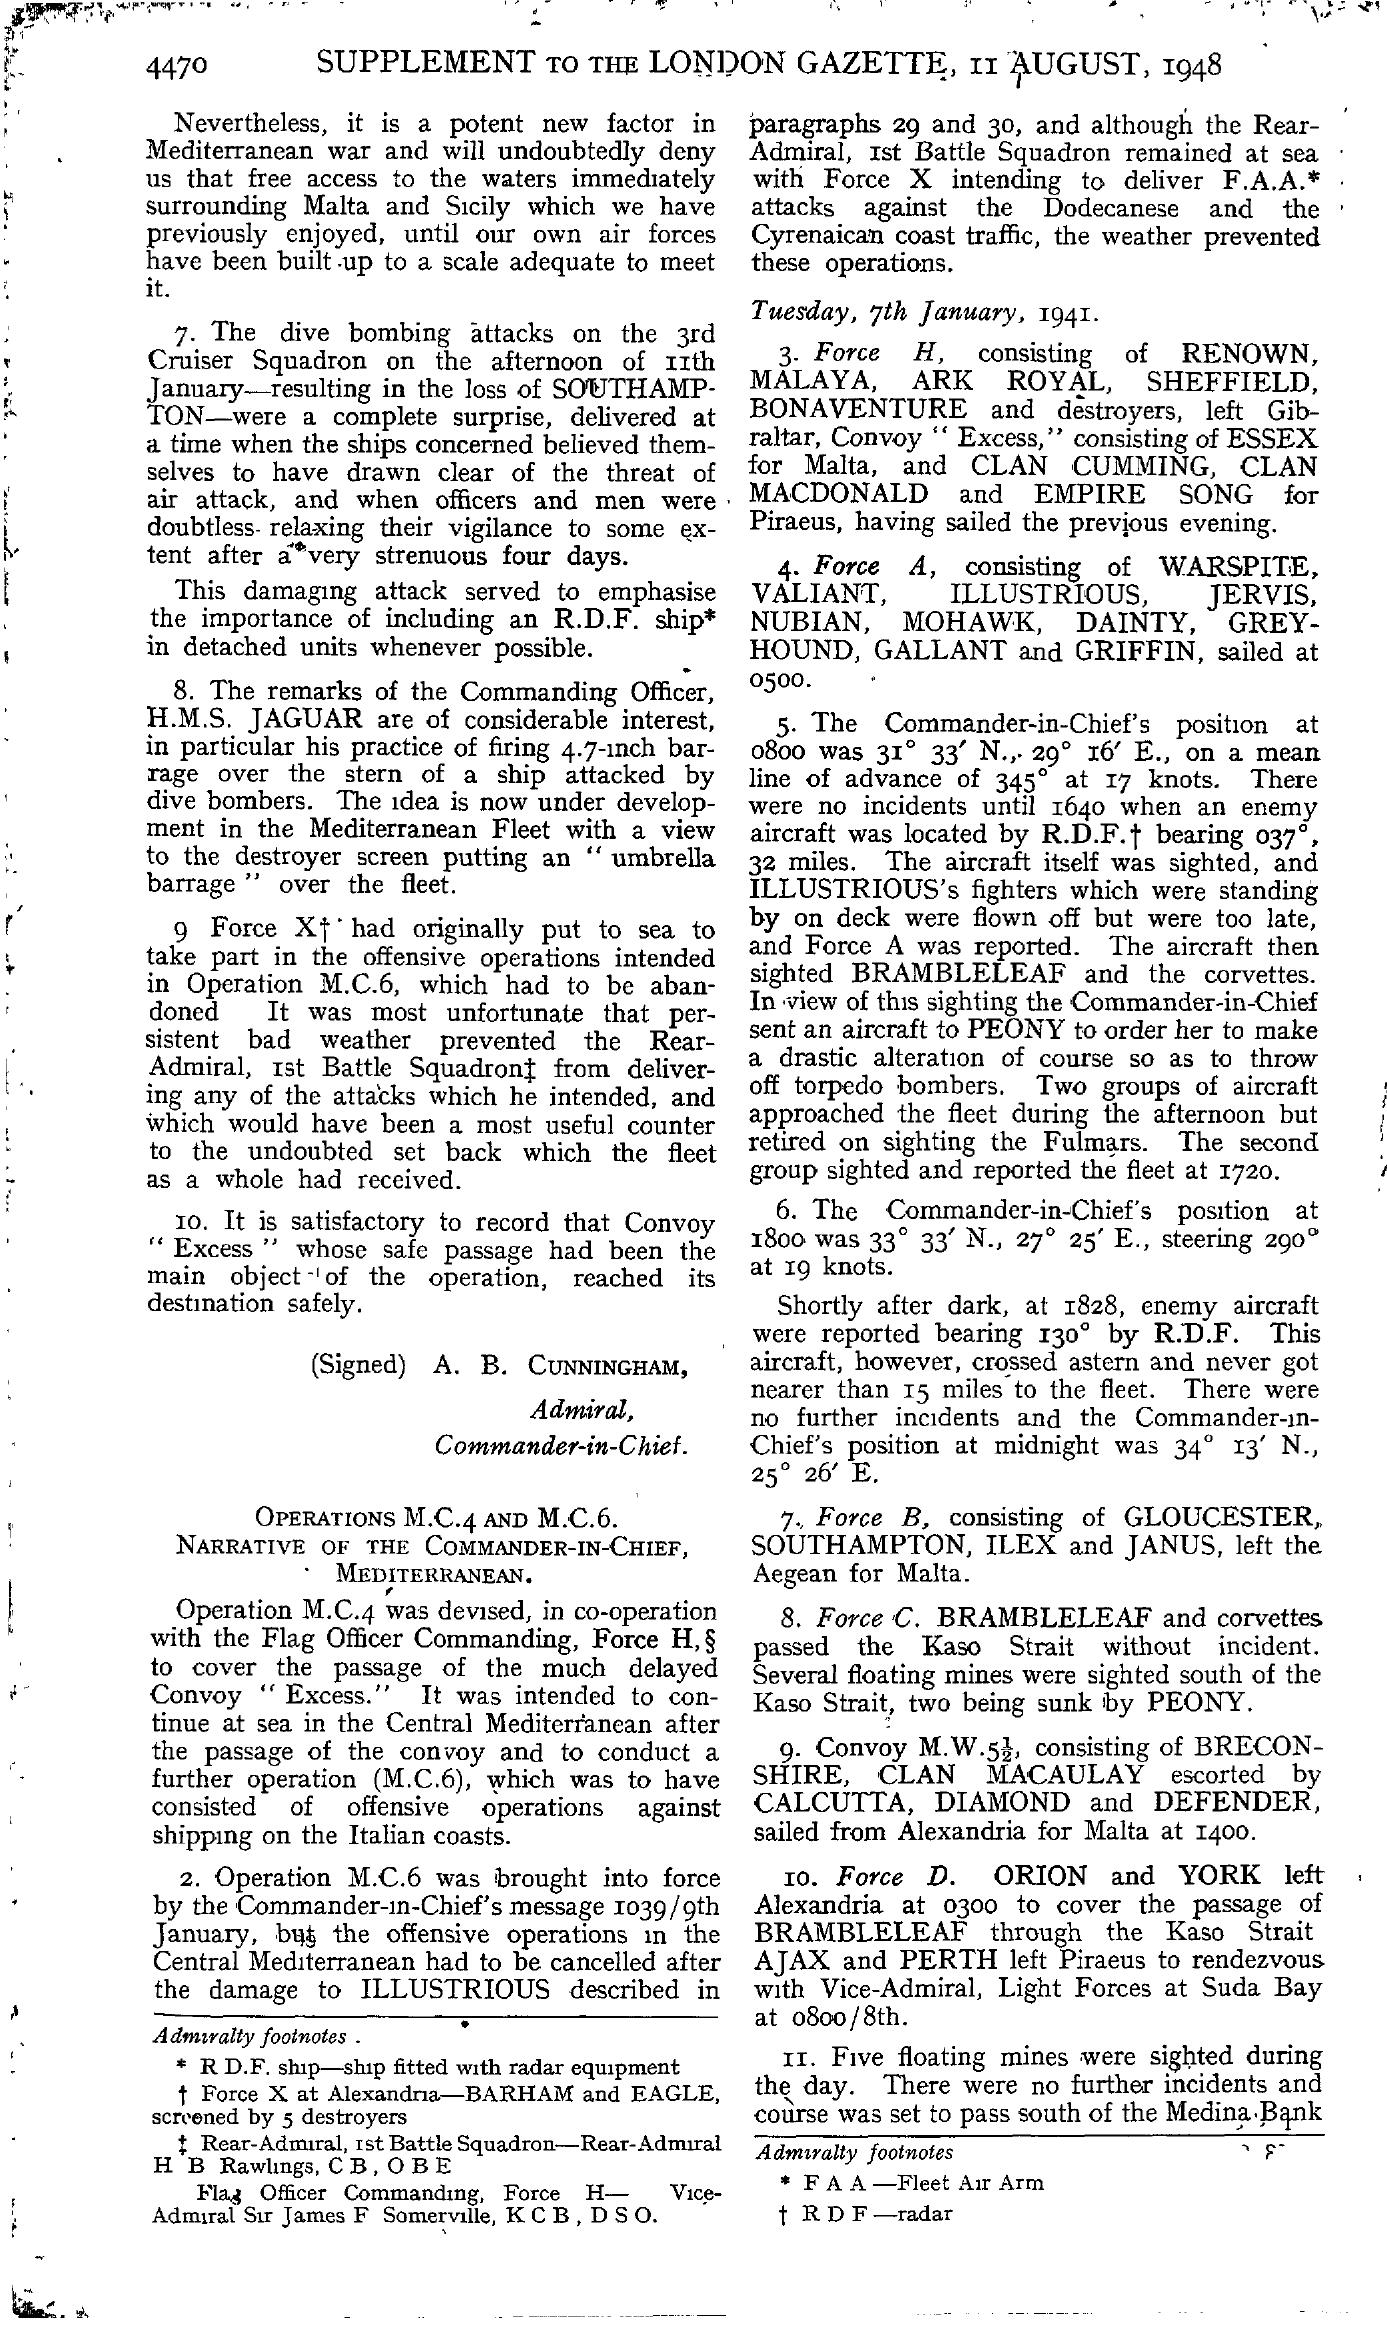 4470 SUPPLEMENT TO THE LONDON GAZETTE, 11 AUGUST, 1948
Nevertheless, it is a potent new factor in
Mediterranean war and will undoubtedly deny
us that free access to the waters immediately
surrounding Malta and Sicily which we have
previously enjoyed, until our own air forces
have been built up to a scale adequate to meet
it.
7. The dive bombing attacks on the 3rd
Cruiser Squadron on the afternoon of 11th
January—resulting in the loss of SOUTHAMP-
TON—were a complete surprise, delivered at
a time when the ships concerned believed them-
selves to have drawn clear of the threat of
air attack, and when officers and men were
doubtless relaxing their vigilance to some ex-
tent after a very strenuous four days.
This damaging attack served to emphasise
the importance of including an R.D.F. ship*
in detached units whenever possible.
8. The remarks of the Commanding Officer,
H.M.S. JAGUAR are of considerable interest,
in particular his practice of firing 4.7-inch bar-
rage over the stern of a ship attacked by
dive bombers. The idea is now under develop-
ment in the Mediterranean Fleet with a view
to the destroyer screen putting an “ umbrella
barrage ” over the fleet.
9 Force X† had originally put to sea to
take part in the offensive operations intended
in Operation M.C.6, which had to be aban-
doned It was most unfortunate that per-
sistent bad weather prevented the Rear-
Admiral, 1st Battle Squadron‡ from deliver-
ing any of the attacks which he intended, and
which would have been a most useful counter
to the undoubted set back which the fleet
as a whole had received.
10. It is satisfactory to record that Convoy
“ Excess ” whose safe passage had been the
main object of the operation, reached its
destination safely.
(Signed) A. B. CUNNINGHAM,
Admiral,
Commander-in-Chief.
OPERATIONS M.C.4 AND M.C.6.
NARRATIVE OF THE COMMANDER-IN-CHIEF,
MEDITERRANEAN.
Operation M.C.4 was devised, in co-operation
with the Flag Officer Commanding, Force H,§
to cover the passage of the much delayed
Convoy “ Excess.” It was intended to con-
tinue at sea in the Central Mediterranean after
the passage of the convoy and to conduct a
further operation (M.C.6), which was to have
consisted of offensive operations against
shipping on the Italian coasts.
2. Operation M.C.6 was brought into force
by the Commander-in-Chief's message 1039/9th
January, but the offensive operations in the
Central Mediterranean had to be cancelled after
the damage to ILLUSTRIOUS described in
Admiralty footnotes .
* R D.F. ship—ship fitted with radar equipment
† Force X at Alexandria—BARHAM and EAGLE,
screened by 5 destroyers
‡ Rear-Admiral, 1st Battle Squadron—Rear-Admiral
H B Rawlings, C B , O B E
Flag Officer Commanding, Force H— Vice-
Admiral Sir James F Somerville, K C B , D S O.
paragraphs 29 and 30, and although the Rear-
Admiral, 1st Battle Squadron remained at sea
with Force X intending to deliver F.A.A.*
attacks against the Dodecanese and the
Cyrenaican coast traffic, the weather prevented
these operations.
Tuesday, 7th January, 1941.
3. Force H, consisting of RENOWN,
MALAYA, ARK ROYAL, SHEFFIELD,
BONAVENTURE and destroyers, left Gib-
raltar, Convoy “ Excess,” consisting of ESSEX
for Malta, and CLAN CUMMING, CLAN
MACDONALD and EMPIRE SONG for
Piraeus, having sailed the previous evening.
4. Force A, consisting of WARSPITE,
VALIANT, ILLUSTRIOUS, JERVIS,
NUBIAN, MOHAWK, DAINTY, GREY-
HOUND, GALLANT and GRIFFIN, sailed at
0500.
5. The Commander-in-Chief's position at
0800 was 31° 33′ N., 29° 16′ E., on a mean
line of advance of 345° at 17 knots. There
were no incidents until 1640 when an enemy
aircraft was located by R.D.F.† bearing 037°,
32 miles. The aircraft itself was sighted, and
ILLUSTRIOUS's fighters which were standing
by on deck were flown off but were too late,
and Force A was reported. The aircraft then
sighted BRAMBLELEAF and the corvettes.
In view of this sighting the Commander-in-Chief
sent an aircraft to PEONY to order her to make
a drastic alteration of course so as to throw
off torpedo bombers. Two groups of aircraft
approached the fleet during the afternoon but
retired on sighting the Fulmars. The second
group sighted and reported the fleet at 1720.
6. The Commander-in-Chief's position at
1800 was 33° 33′ N., 27° 25′ E., steering 290°
at 19 knots.
Shortly after dark, at 1828, enemy aircraft
were reported bearing 130° by R.D.F. This
aircraft, however, crossed astern and never got
nearer than 15 miles to the fleet. There were
no further incidents and the Commander-in-
Chief's position at midnight was 34° 13′ N.,
25° 26′ E.
7. Force B, consisting of GLOUCESTER,
SOUTHAMPTON, ILEX and JANUS, left the
Aegean for Malta.
8. Force C. BRAMBLELEAF and corvettes
passed the Kaso Strait without incident.
Several floating mines were sighted south of the
Kaso Strait, two being sunk by PEONY.
9. Convoy M.W.5½, consisting of BRECON-
SHIRE, CLAN MACAULAY escorted by
CALCUTTA, DIAMOND and DEFENDER,
sailed from Alexandria for Malta at 1400.
10. Force D. ORION and YORK left
Alexandria at 0300 to cover the passage of
BRAMBLELEAF through the Kaso Strait
AJAX and PERTH left Piraeus to rendezvous
with Vice-Admiral, Light Forces at Suda Bay
at 0800/8th.
11. Five floating mines were sighted during
the day. There were no further incidents and
course was set to pass south of the Medina Bank
Admiralty footnotes
* F A A —Fleet Air Arm
† R D F —radar